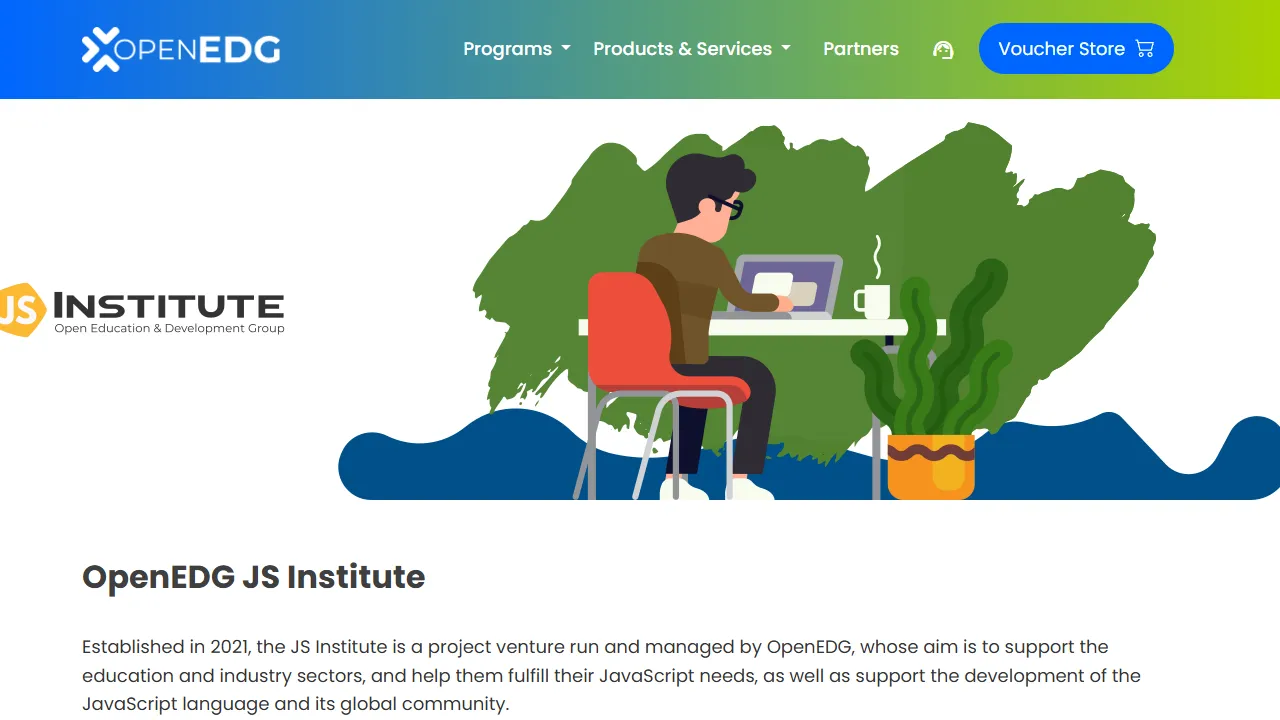 OPENEDG
Programs
Products & Services
Partners
Voucher Store
JS INSTITUTE
Open Education & Development Group
OpenEDG JS Institute
Established in 2021, the JS Institute is a project venture run and managed by OpenEDG, whose aim is to support the
education and industry sectors, and help them fulfill their JavaScript needs, as well as support the development of the
JavaScript language and its global community.